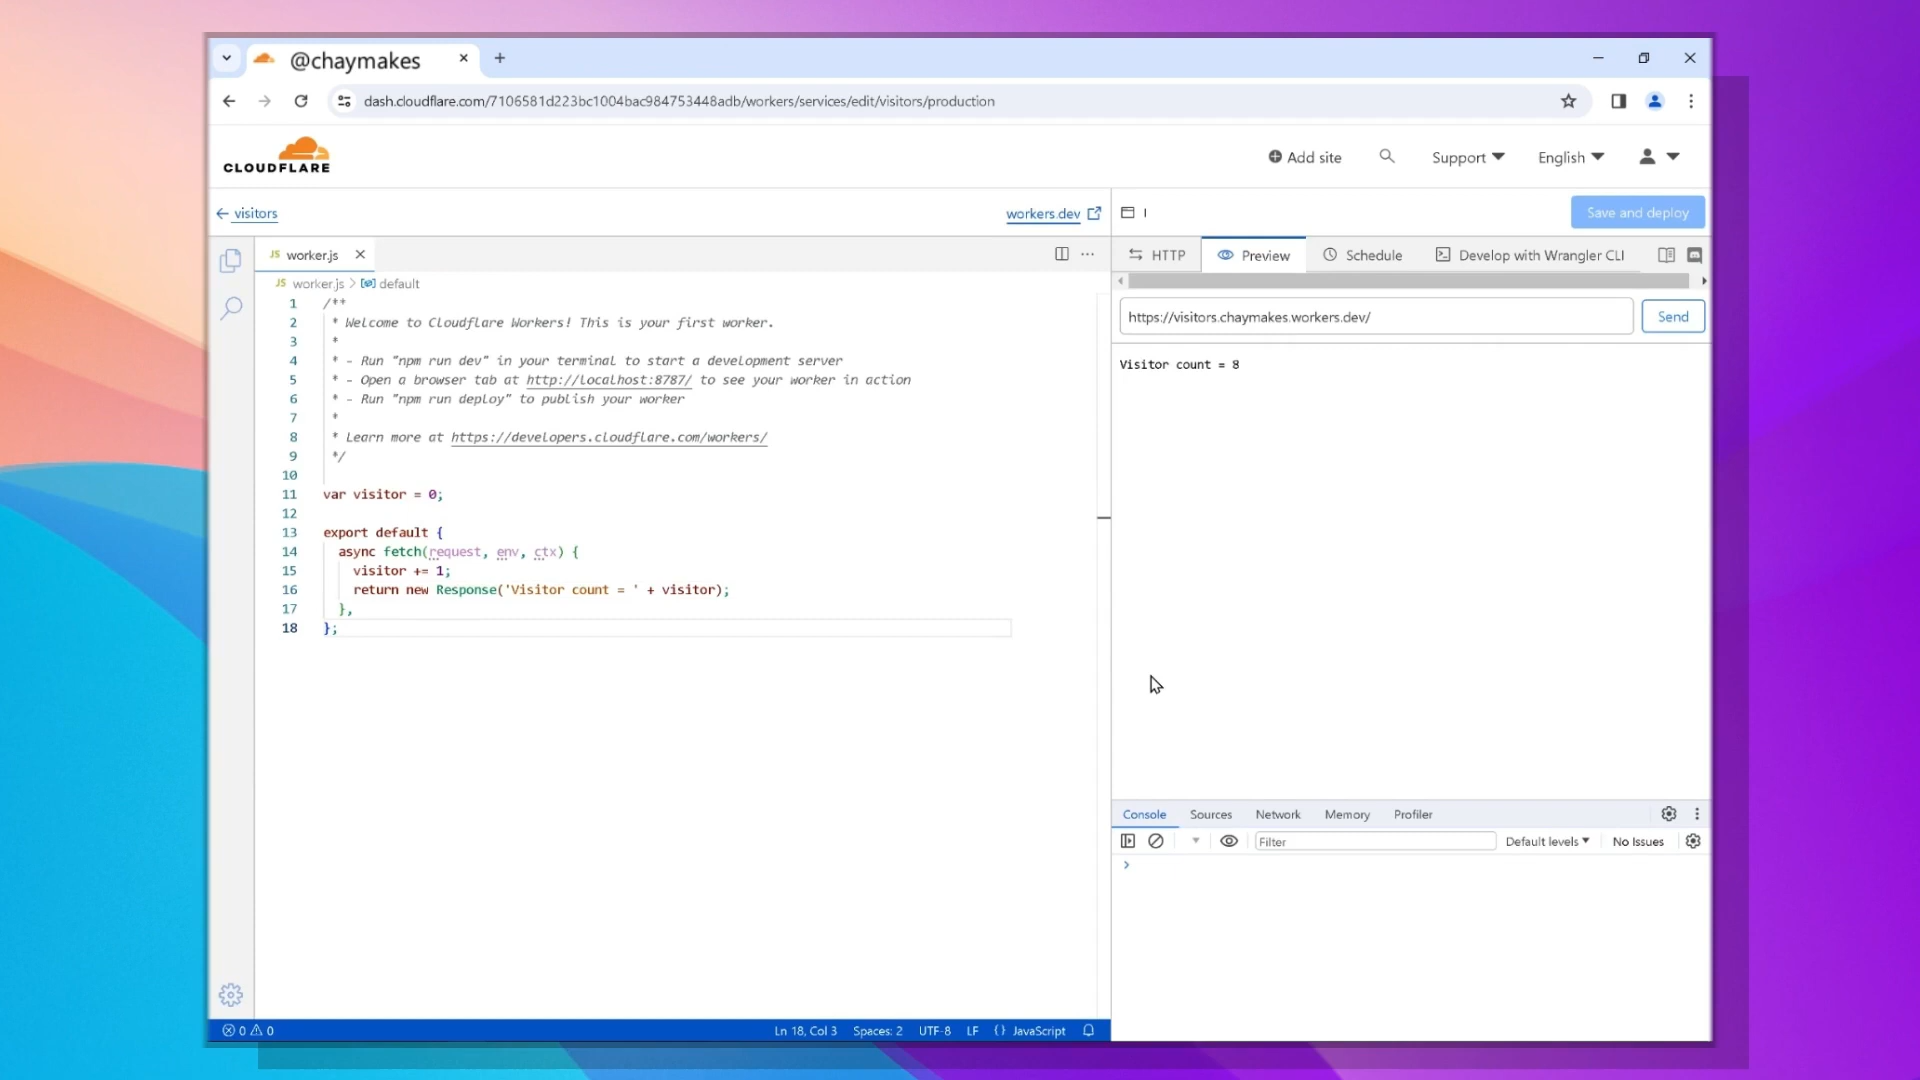 @chaymakes
dash.cloudflare.com/7106581d223bc1004bac984753448adb/workers/services/edit/visitors/production
CLOUDFLARE
Add site
Support
English
← visitors
workers.dev
Save and deploy
JS worker.js
HTTP
Preview
Schedule
Develop with Wrangler CLI
JS worker.js > default
https://visitors.chaymakes.workers.dev/
Send
Visitor count = 8
1 /**
2 * Welcome to Cloudflare Workers! This is your first worker.
3 *
4 * - Run "npm run dev" in your terminal to start a development server
5 * - Open a browser tab at http://localhost:8787/ to see your worker in action
6 * - Run "npm run deploy" to publish your worker
7 *
8 * Learn more at https://developers.cloudflare.com/workers/
9 */
10
11 var visitor = 0;
12
13 export default {
14 async fetch(request, env, ctx) {
15 visitor += 1;
16 return new Response('Visitor count = ' + visitor);
17 },
18 };
Console
Sources
Network
Memory
Profiler
Filter
Default levels
No Issues
0
0
Ln 18, Col 3
Spaces: 2
UTF-8
LF
{} JavaScript